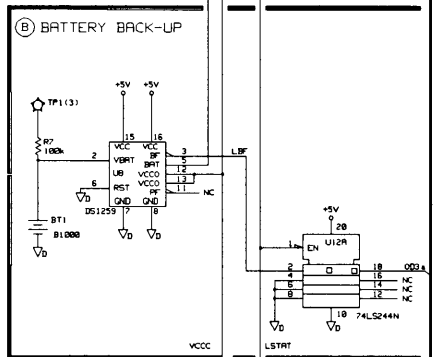 B BATTERY BACK-UP
+5V +5V
TP1(3)
R7
100k
15 16
VCC VCC
BF 3 LBF
2 VBAT BAT 5
U8 VCCO 12
VCCO 13
6 RST PF 11 NC
GND GND
D
DS1259 7 8
BT1
B1000
D D D
+5V
20
1 EN U12A
2 18 OD3a
4 16 NC
6 14 NC
8 12 NC
10 74LS244N
D D
VCCC LSTAT